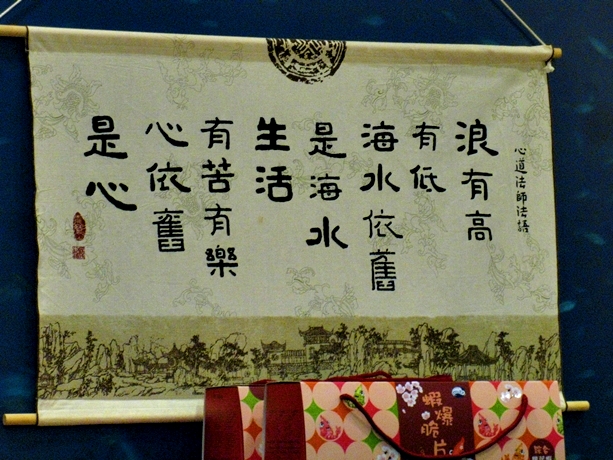 心道法師法語
浪有高
有低
海水依舊
是海水
生活
有苦有樂
心依舊
是心
蝦爆
脆片